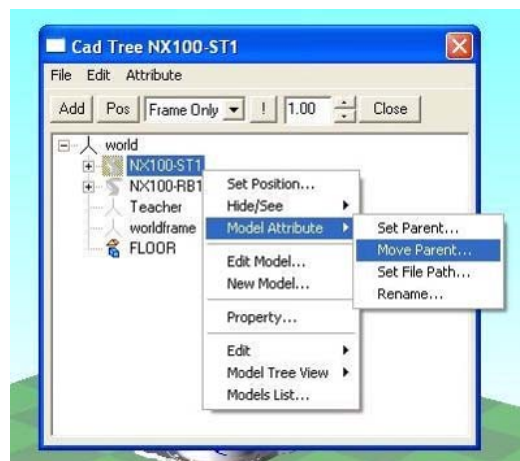 Cad Tree NX100-ST1
File Edit Attribute
Add Pos Frame Only ! 1.00 Close
world
NX100-ST1
NX100-RB1
Teacher
worldframe
FLOOR
Set Position...
Hide/See
Model Attribute
Edit Model...
New Model...
Property...
Edit
Model Tree View
Models List...
Set Parent...
Move Parent...
Set File Path...
Rename...